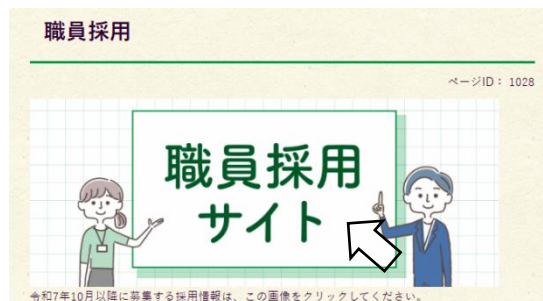 職員採用
ページID： 1028
職員採用
サイト
令和7年10月以降に募集する採用情報は、この画像をクリックしてください。